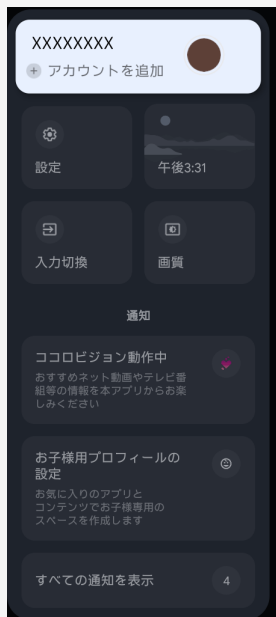 XXXXXXXX
アカウントを追加
設定
午後3:31
入力切換
画質
通知
ココロビジョン動作中
おすすめネット動画やテレビ番
組等の情報を本アプリからお楽
しみください
お子様用プロフィールの
設定
お気に入りのアプリと
コンテンツでお子様専用の
スペースを作成します
すべての通知を表示
4